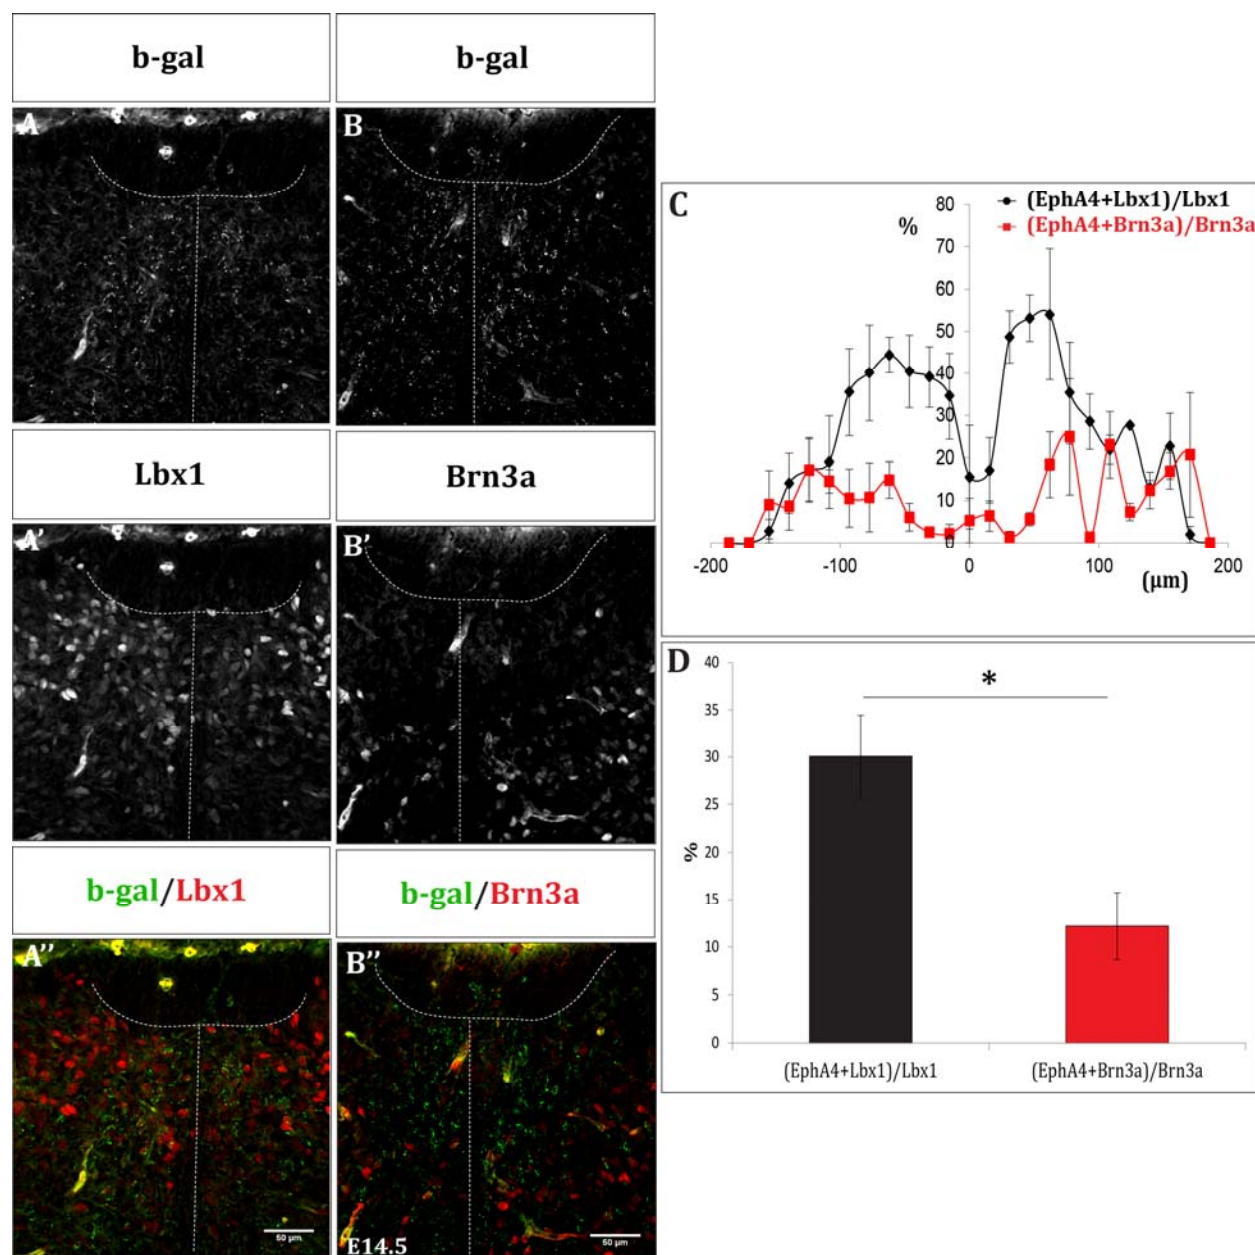 b-gal
b-gal
A
B
Lbx1
Brn3a
A'
B'
b-gal/Lbx1
b-gal/Brn3a
A''
B''
50 µm
E14.5
50 µm
C
(EphA4+Lbx1)/Lbx1
(EphA4+Brn3a)/Brn3a
%
80
70
60
50
40
30
20
10
0
-200
-100
0
100
200
(µm)
D
*
%
40
35
30
25
20
15
10
5
0
(EphA4+Lbx1)/Lbx1
(EphA4+Brn3a)/Brn3a